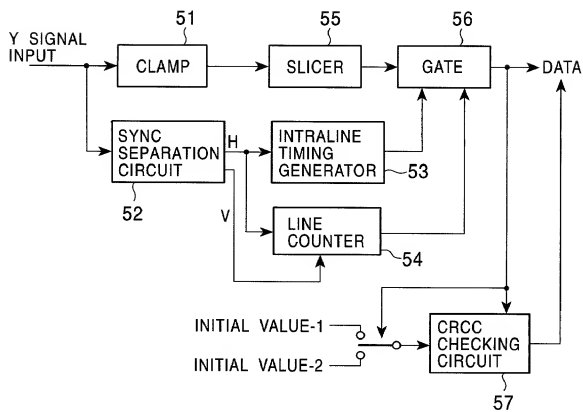 51
55
56
Y SIGNAL
INPUT
CLAMP
SLICER
GATE
DATA
SYNC
SEPARATION
CIRCUIT
52
H
V
INTRALINE
TIMING
GENERATOR
53
LINE
COUNTER
54
INITIAL VALUE-1
INITIAL VALUE-2
CRCC
CHECKING
CIRCUIT
57